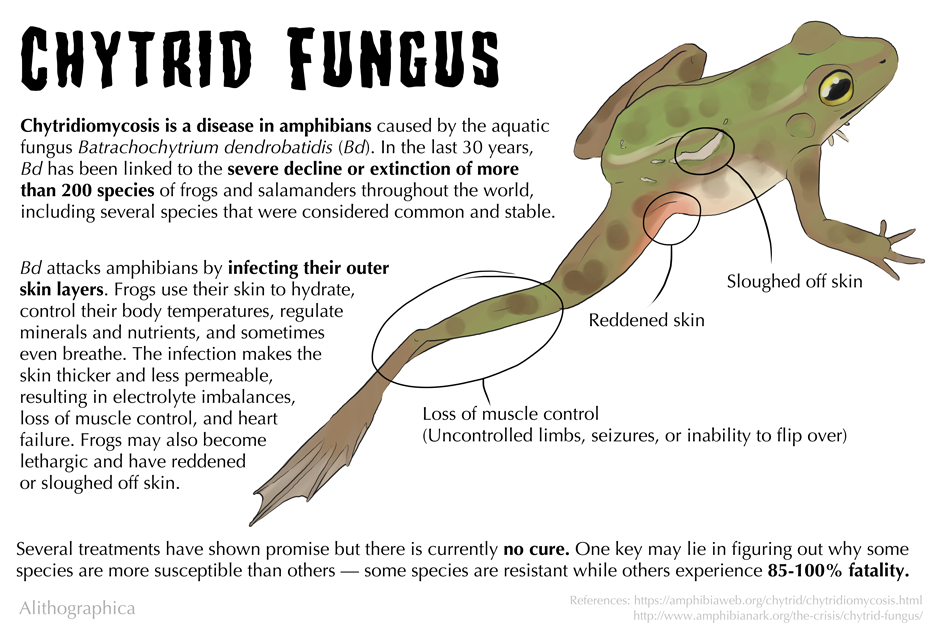 CHYTRID FUNGUS
Chytridiomycosis is a disease in amphibians caused by the aquatic
fungus Batrachochytrium dendrobatidis (Bd). In the last 30 years,
Bd has been linked to the severe decline or extinction of more
than 200 species of frogs and salamanders throughout the world,
including several species that were considered common and stable.
Bd attacks amphibians by infecting their outer
skin layers. Frogs use their skin to hydrate,
control their body temperatures, regulate
minerals and nutrients, and sometimes
even breathe. The infection makes the
skin thicker and less permeable,
resulting in electrolyte imbalances,
loss of muscle control, and heart
failure. Frogs may also become
lethargic and have reddened
or sloughed off skin.
Sloughed off skin
Reddened skin
Loss of muscle control
(Uncontrolled limbs, seizures, or inability to flip over)
Several treatments have shown promise but there is currently no cure. One key may lie in figuring out why some
species are more susceptible than others — some species are resistant while others experience 85-100% fatality.
Alithographica
References: https://amphibiaweb.org/chytrid/chytridiomycosis.html
http://www.amphibianark.org/the-crisis/chytrid-fungus/